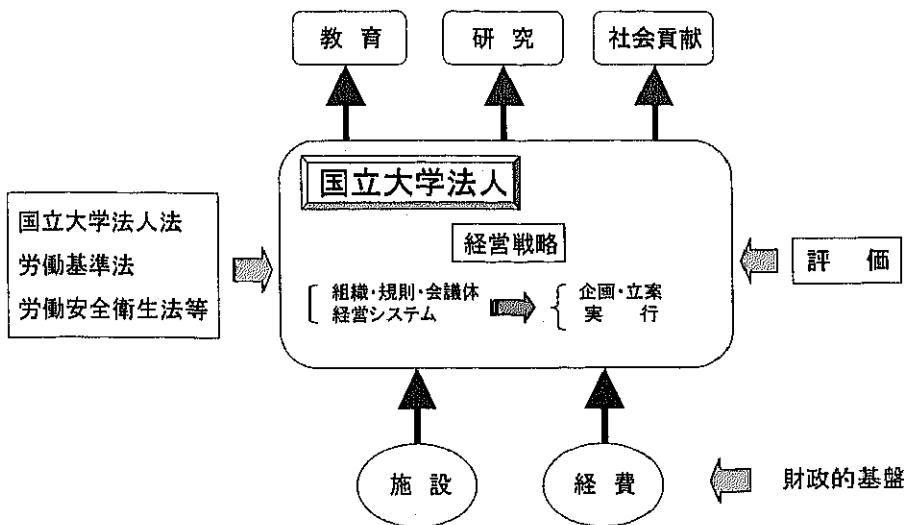 教育
研究
社会貢献
国立大学法人
経営戦略
国立大学法人法
労働基準法
労働安全衛生法等
組織・規則・会議体
経営システム
企画・立案
実行
評価
施設
経費
財政的基盤